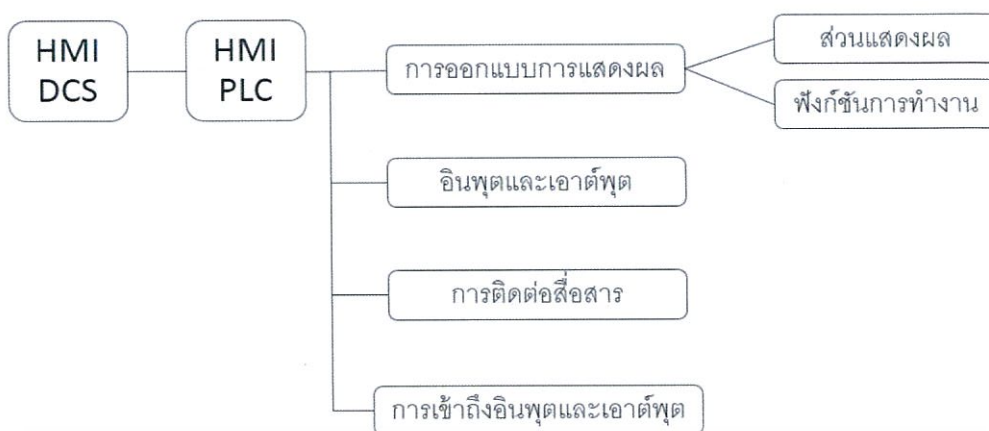 HMI
DCS
HMI
PLC
การออกแบบการแสดงผล
ส่วนแสดงผล
ฟังก์ชันการทำงาน
อินพุตและเอาต์พุต
การติดต่อสื่อสาร
การเข้าถึงอินพุตและเอาต์พุต